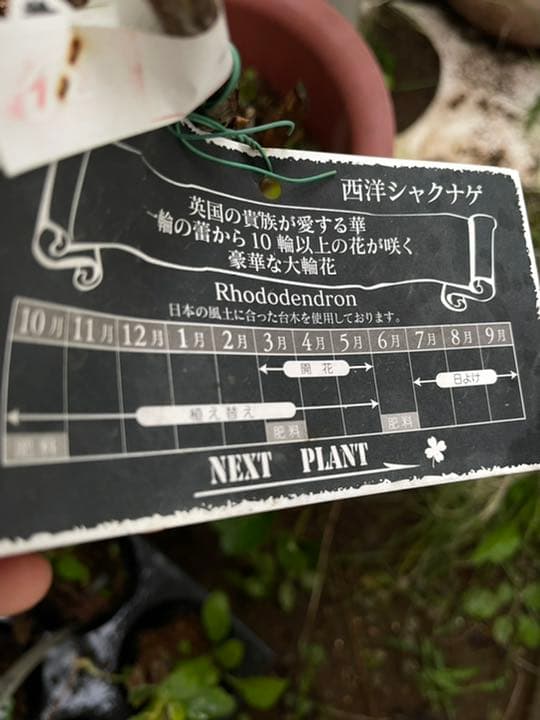 西洋シャクナゲ
英国の貴族が愛する華
一輪の蕾から10輪以上の花が咲く
豪華な大輪花
Rhododendron
日本の風土に合った台木を使用しております。
10月 11月 12月 1月 2月 3月 4月 5月 6月 7月 8月 9月
開花
日よけ
植え替え
肥料 肥料 肥料
NEXT PLANT